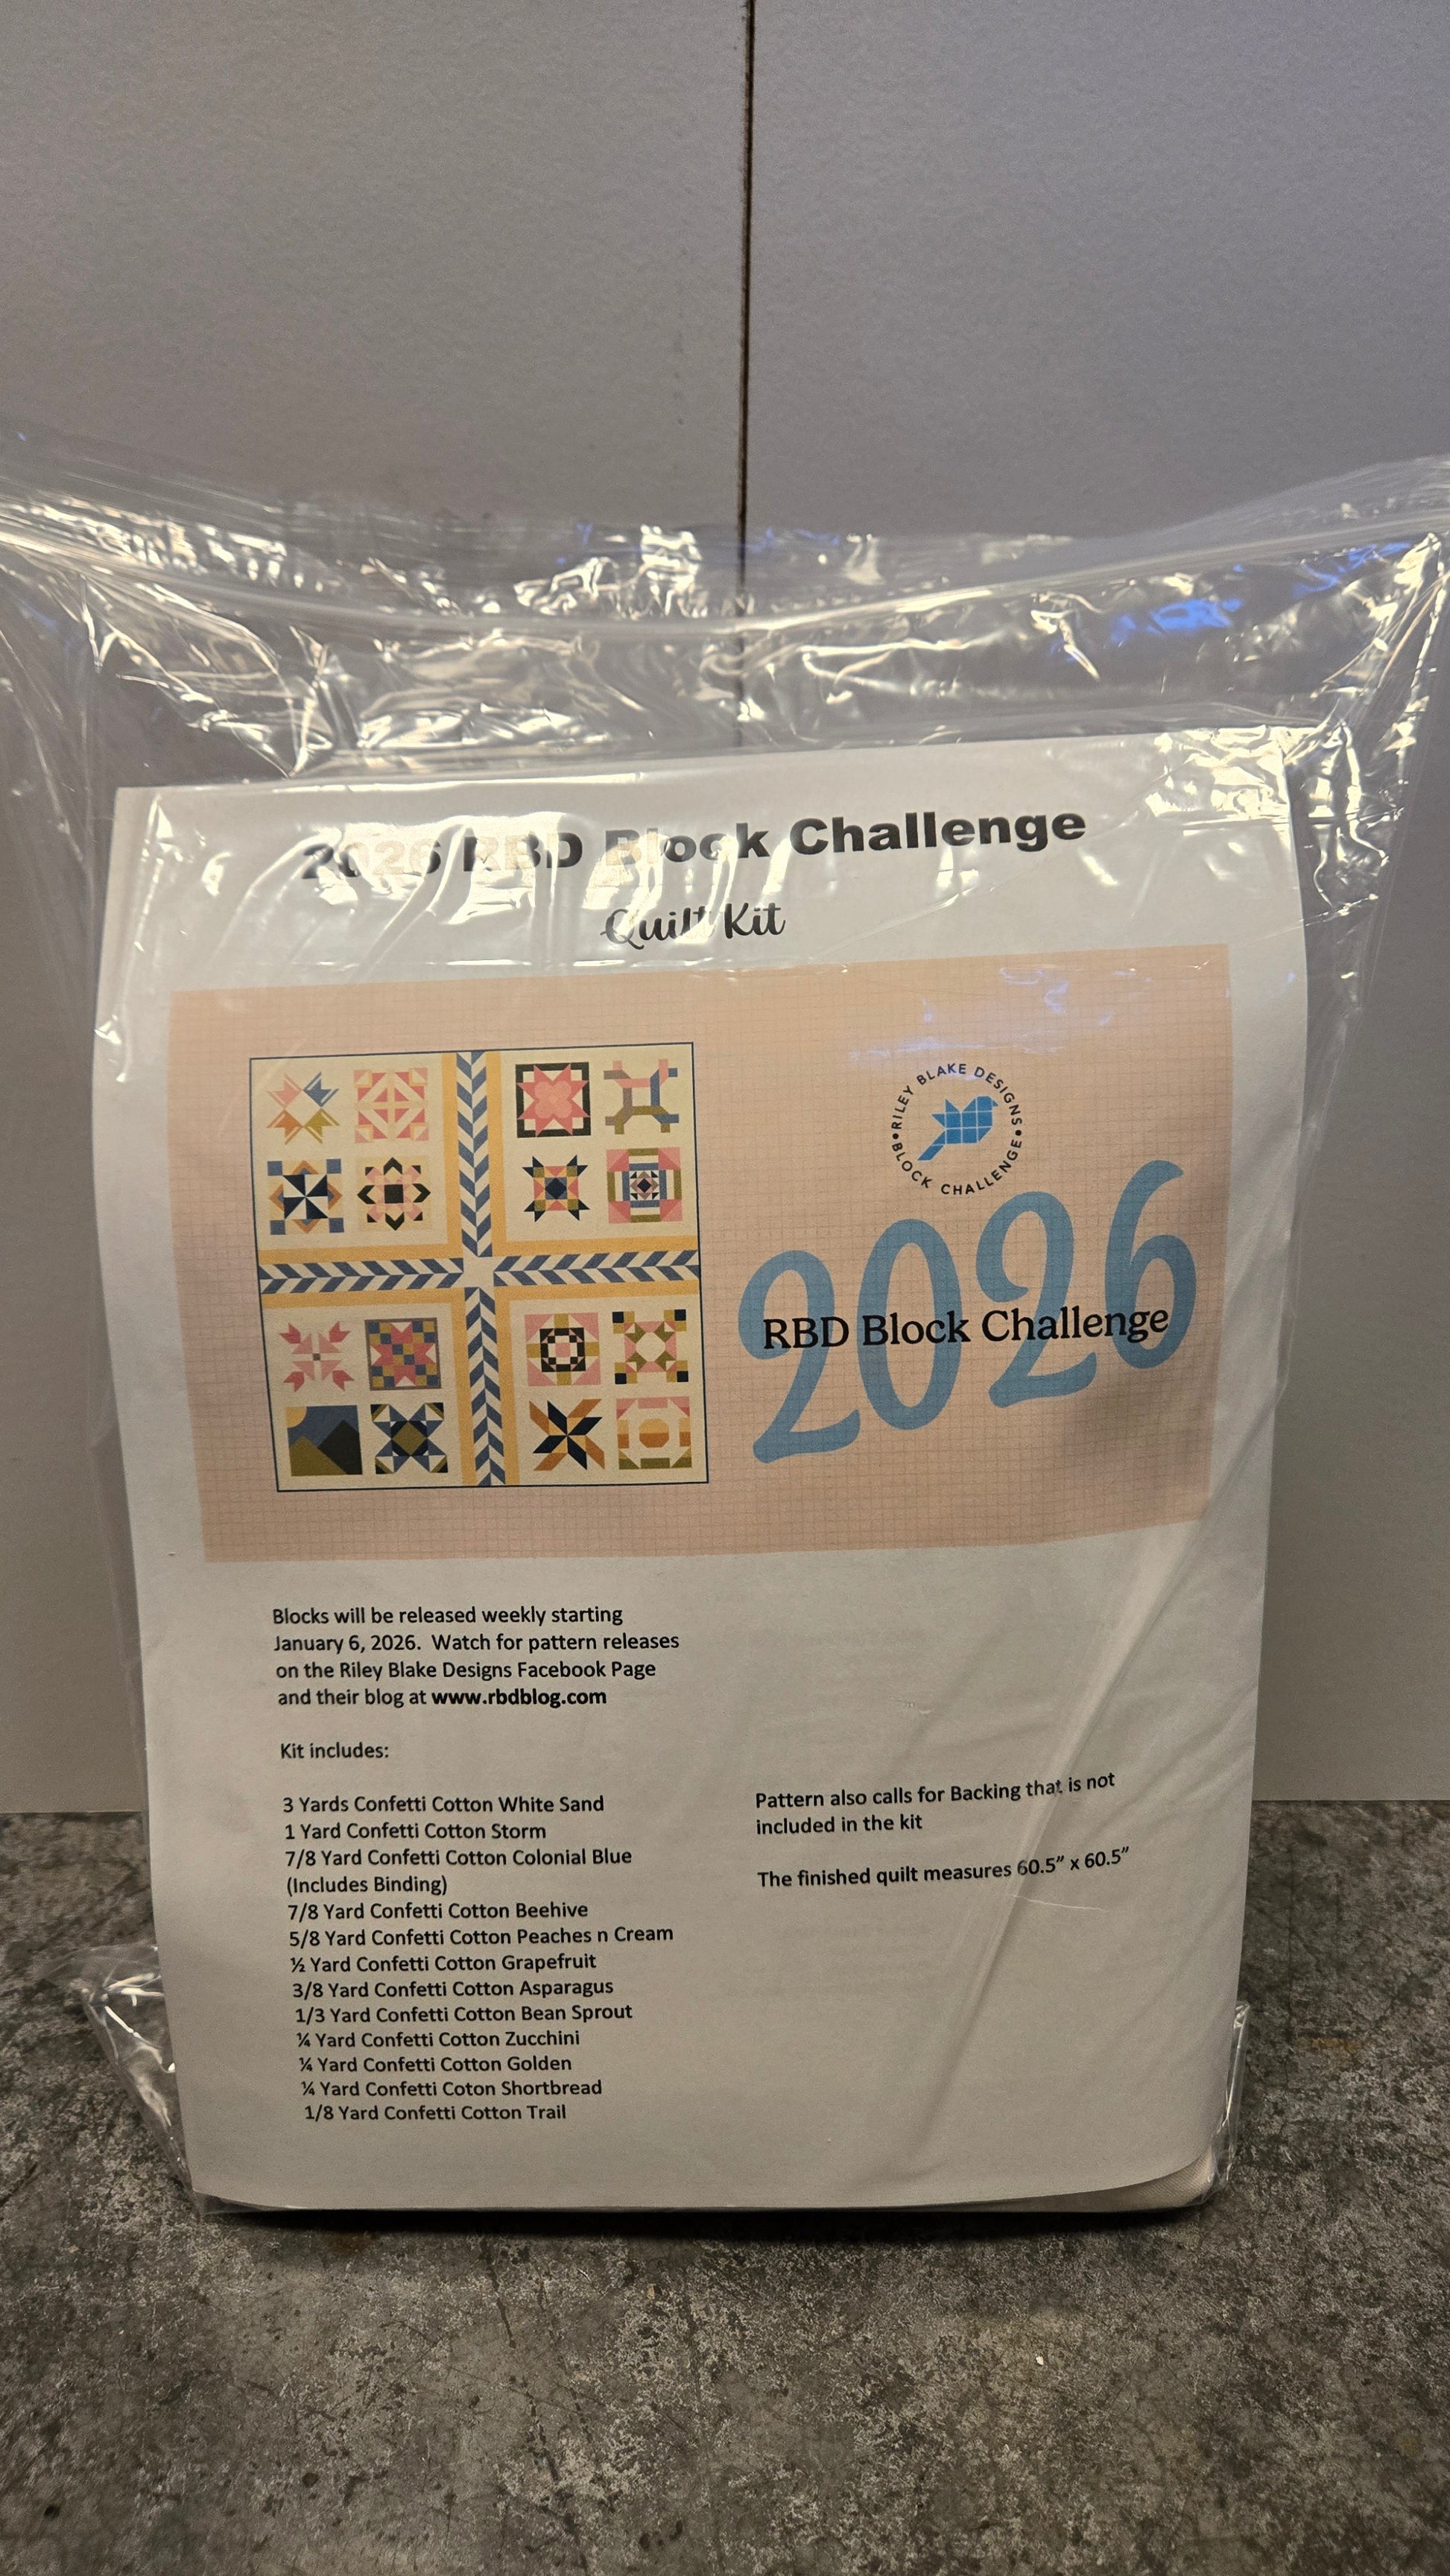 2026 RBD Block Challenge
Quilt Kit
• RILEY BLAKE DESIGNS • BLOCK CHALLENGE
2026
RBD Block Challenge
Blocks will be released weekly starting
January 6, 2026.  Watch for pattern releases
on the Riley Blake Designs Facebook Page
and their blog at www.rbdblog.com
Kit includes:
3 Yards Confetti Cotton White Sand
1 Yard Confetti Cotton Storm
7/8 Yard Confetti Cotton Colonial Blue
(Includes Binding)
7/8 Yard Confetti Cotton Beehive
5/8 Yard Confetti Cotton Peaches n Cream
½ Yard Confetti Cotton Grapefruit
3/8 Yard Confetti Cotton Asparagus
1/3 Yard Confetti Cotton Bean Sprout
¼ Yard Confetti Cotton Zucchini
¼ Yard Confetti Cotton Golden
¼ Yard Confetti Coton Shortbread
1/8 Yard Confetti Cotton Trail
Pattern also calls for Backing that is not
included in the kit
The finished quilt measures 60.5” x 60.5”